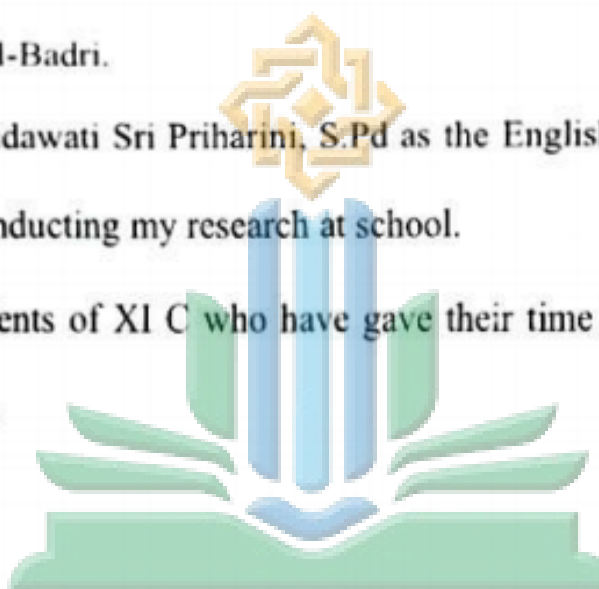 l-Badri.
dawati Sri Priharini, S.Pd as the English
nducting my research at school.
ents of XI C who have gave their time